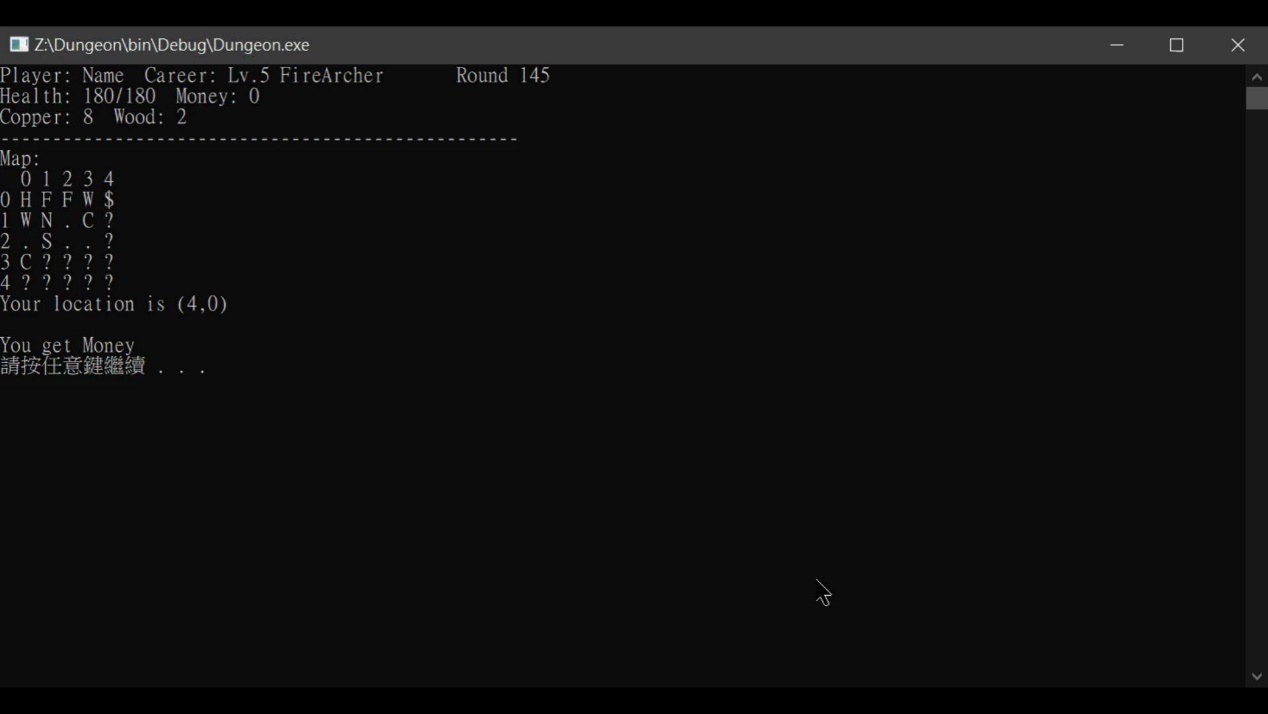 Z:\Dungeon\bin\Debug\Dungeon.exe
Player: Name  Career: Lv.5 FireArcher       Round 145
Health: 180/180  Money: 0
Copper: 8  Wood: 2
--------------------------------------------------
Map:
  0 1 2 3 4
0 H F F W $
1 W N . C ?
2 . S . . ?
3 C ? ? ? ?
4 ? ? ? ? ?
Your location is (4,0)
You get Money
請按任意鍵繼續 . . .